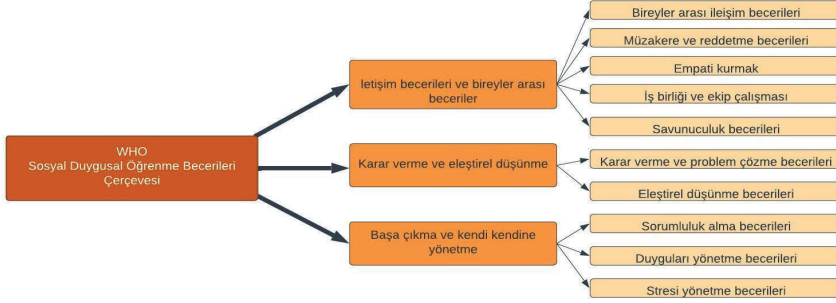 WHO
Sosyal Duygusal Öğrenme Becerileri
Çerçevesi
Ietişim becerileri ve bireyler arası
beceriler
Bireyler arası ileişim becerileri
Müzakere ve reddetme becerileri
Empati kurmak
İş birliği ve ekip çalışması
Savunuculuk becerileri
Karar verme ve eleştirel düşünme
Karar verme ve problem çözme becerileri
Eleştirel düşünme becerileri
Başa çıkma ve kendi kendine
yönetme
Sorumluluk alma becerileri
Duyguları yönetme becerileri
Stresi yönetme becerileri